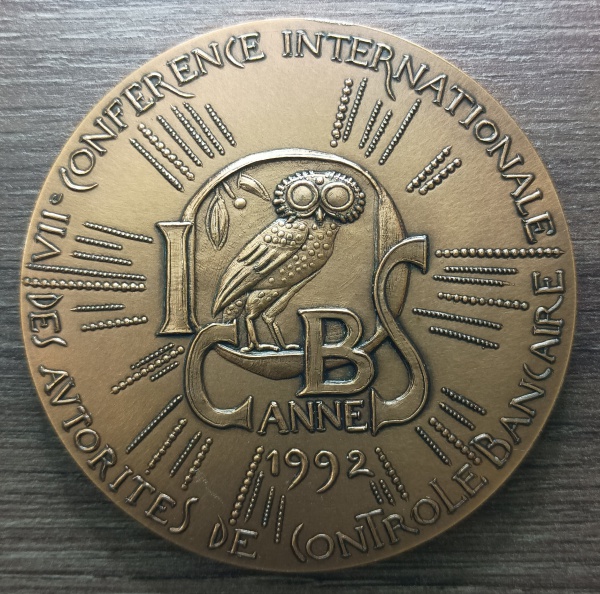 VII° CONFERENCE INTERNATIONALE
DES AVTORITES DE CONTROLE BANCAIRE
I C B S
CANNES
1992